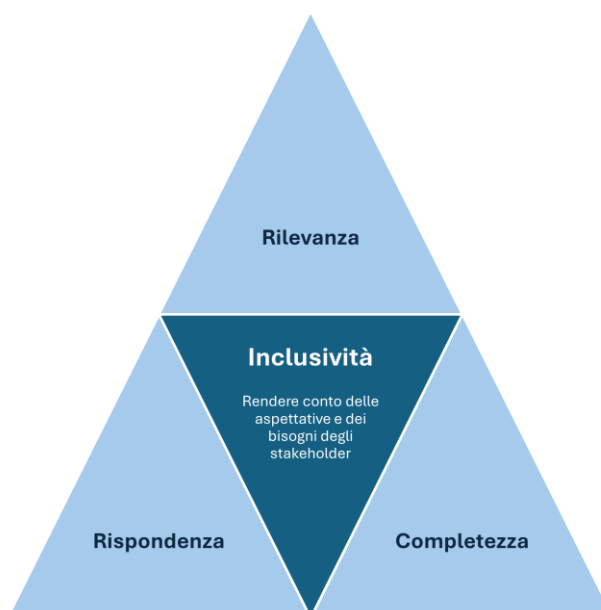 Rilevanza
Inclusività
Rendere conto delle
aspettative e dei
bisogni degli
stakeholder
Rispondenza
Completezza